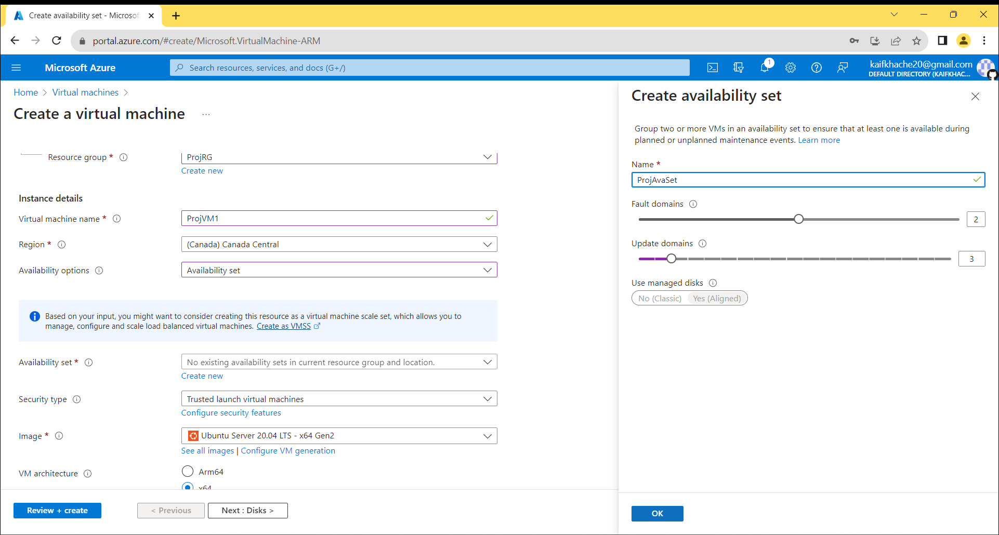 Create availability set - Microsof
portal.azure.com/#create/Microsoft.VirtualMachine-ARM
Microsoft Azure
Search resources, services, and docs (G+/)
1
kaifkhache20@gmail.com
DEFAULT DIRECTORY (KAIFKHAC...
Home > Virtual machines >
Create a virtual machine
...
Resource group *
ProjRG
Create new
Instance details
Virtual machine name *
ProjVM1
Region *
(Canada) Canada Central
Availability options
Availability set
Based on your input, you might want to consider creating this resource as a virtual machine scale set, which allows you to
manage, configure and scale load balanced virtual machines. Create as VMSS
Availability set *
No existing availability sets in current resource group and location.
Create new
Security type
Trusted launch virtual machines
Configure security features
Image *
Ubuntu Server 20.04 LTS - x64 Gen2
See all images | Configure VM generation
VM architecture
Arm64
x64
Review + create
< Previous
Next : Disks >
Create availability set
Group two or more VMs in an availability set to ensure that at least one is available during
planned or unplanned maintenance events. Learn more
Name *
ProjAvaSet
Fault domains
2
Update domains
3
Use managed disks
No (Classic) Yes (Aligned)
OK